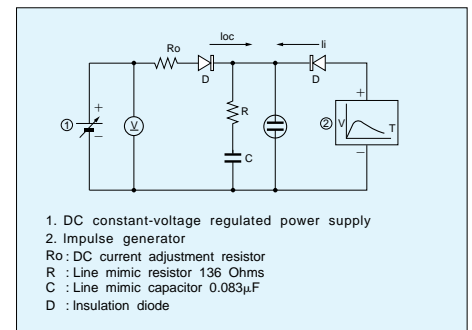 Ro
Ioc
Ii
D
D
R
C
+
−
①
V
+
② V T
−
1. DC constant-voltage regulated power supply
2. Impulse generator
Ro : DC current adjustment resistor
R : Line mimic resistor 136 Ohms
C : Line mimic capacitor 0.083μF
D : Insulation diode